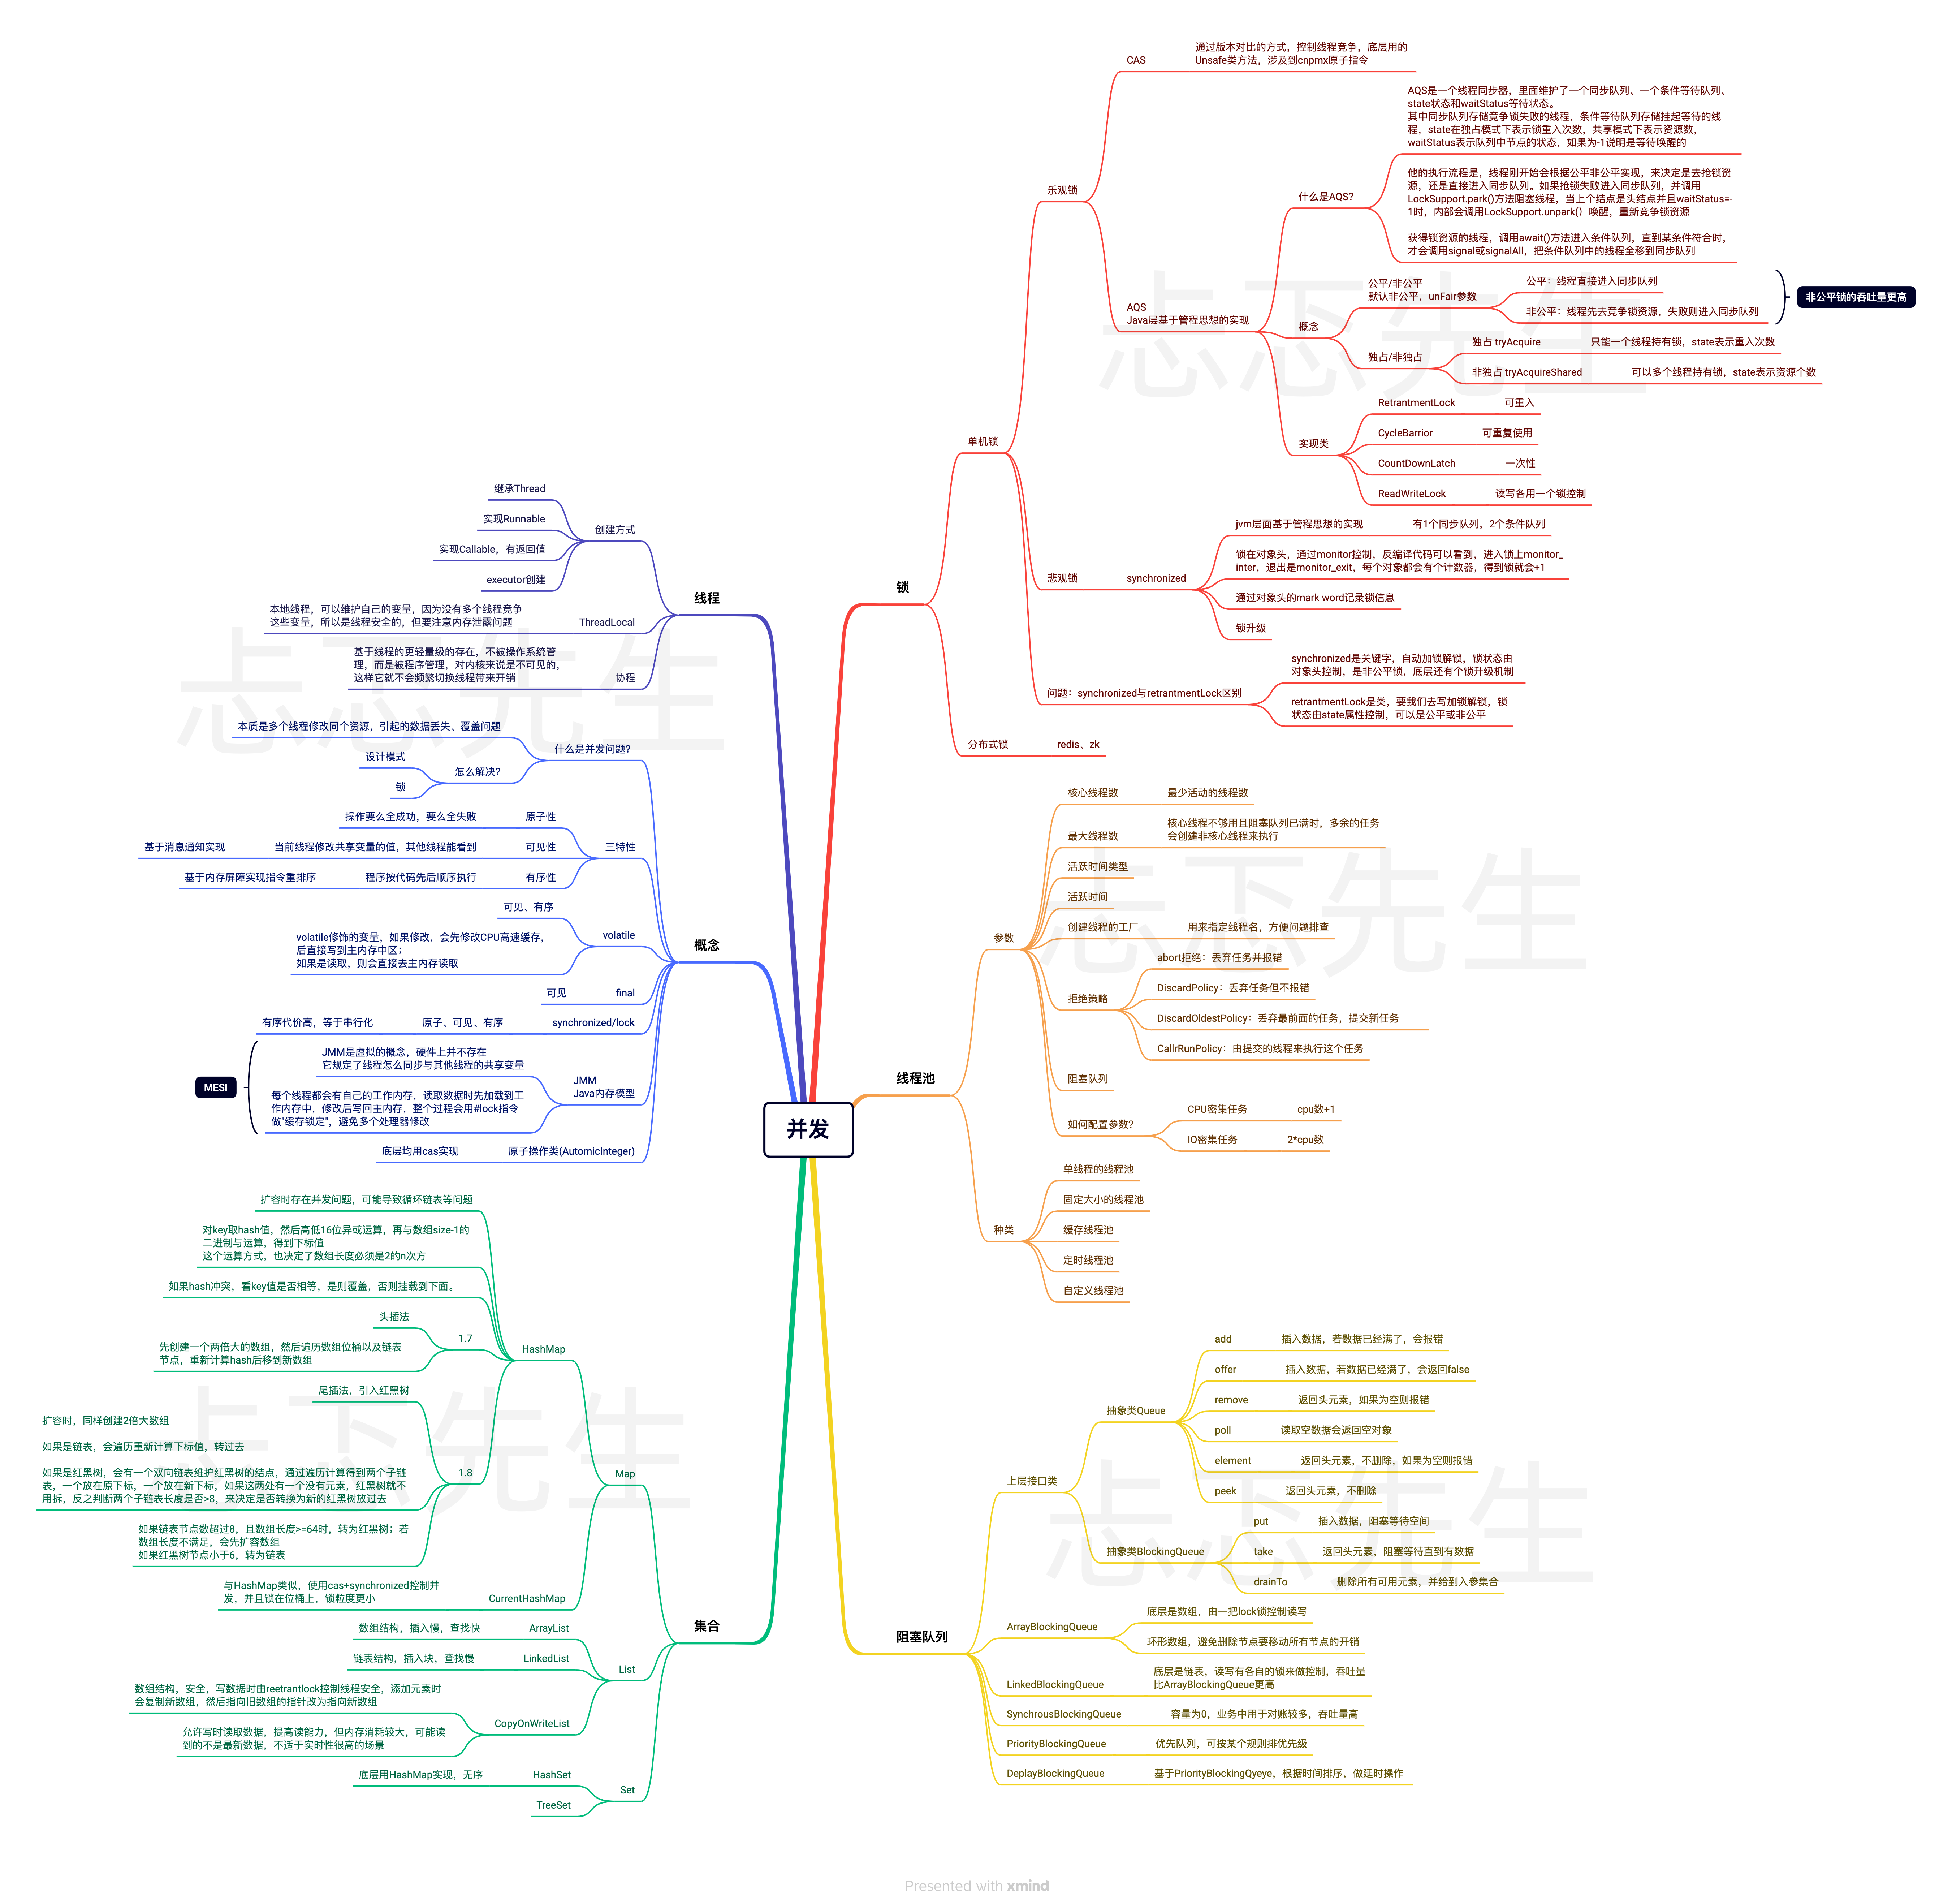 并发
锁
单机锁
乐观锁
CAS
通过版本对比的方式，控制线程竞争，底层用的
Unsafe类方法，涉及到cnpmx原子指令
AQS
Java层基于管程思想的实现
什么是AQS?
AQS是一个线程同步器，里面维护了一个同步队列、一个条件等待队列、
state状态和waitStatus等待状态。
其中同步队列存储竞争锁失败的线程，条件等待队列存储挂起等待的线
程，state在独占模式下表示锁重入次数，共享模式下表示资源数，
waitStatus表示队列中节点的状态，如果为-1说明是等待唤醒的
他的执行流程是，线程刚开始会根据公平非公平实现，来决定是去抢锁资
源，还是直接进入同步队列。如果抢锁失败进入同步队列，并调用
LockSupport.park()方法阻塞线程，当上个结点是头结点并且waitStatus=-
1时，内部会调用LockSupport.unpark()）唤醒，重新竞争锁资源
获得锁资源的线程，调用await()方法进入条件队列，直到某条件符合时，
才会调用signal或signalAll，把条件队列中的线程全移到同步队列
概念
公平/非公平
默认非公平，unFair参数
公平：线程直接进入同步队列
非公平：线程先去竞争锁资源，失败则进入同步队列
非公平锁的吞吐量更高
独占/非独占
独占 tryAcquire
只能一个线程持有锁，state表示重入次数
非独占 tryAcquireShared
可以多个线程持有锁，state表示资源个数
实现类
RetrantmentLock
可重入
CycleBarrior
可重复使用
CountDownLatch
一次性
ReadWriteLock
读写各用一个锁控制
悲观锁
synchronized
jvm层面基于管程思想的实现
有1个同步队列，2个条件队列
锁在对象头，通过monitor控制，反编译代码可以看到，进入锁上monitor_
inter，退出是monitor_exit，每个对象都会有个计数器，得到锁就会+1
通过对象头的mark word记录锁信息
锁升级
问题：synchronized与retrantmentLock区别
synchronized是关键字，自动加锁解锁，锁状态由
对象头控制，是非公平锁，底层还有个锁升级机制
retrantmentLock是类，要我们去写加锁解锁，锁
状态由state属性控制，可以是公平或非公平
分布式锁
redis、zk
线程池
参数
核心线程数
最少活动的线程数
最大线程数
核心线程不够用且阻塞队列已满时，多余的任务
会创建非核心线程来执行
活跃时间类型
活跃时间
创建线程的工厂
用来指定线程名，方便问题排查
拒绝策略
abort拒绝：丢弃任务并报错
DiscardPolicy：丢弃任务但不报错
DiscardOldestPolicy：丢弃最前面的任务，提交新任务
CallrRunPolicy：由提交的线程来执行这个任务
阻塞队列
如何配置参数?
CPU密集任务
cpu数+1
IO密集任务
2*cpu数
种类
单线程的线程池
固定大小的线程池
缓存线程池
定时线程池
自定义线程池
阻塞队列
上层接口类
抽象类Queue
add
插入数据，若数据已经满了，会报错
offer
插入数据，若数据已经满了，会返回false
remove
返回头元素，如果为空则报错
poll
读取空数据会返回空对象
element
返回头元素，不删除，如果为空则报错
peek
返回头元素，不删除
抽象类BlockingQueue
put
插入数据，阻塞等待空间
take
返回头元素，阻塞等待直到有数据
drainTo
删除所有可用元素，并给到入参集合
ArrayBlockingQueue
底层是数组，由一把lock锁控制读写
环形数组，避免删除节点要移动所有节点的开销
LinkedBlockingQueue
底层是链表，读写有各自的锁来做控制，吞吐量
比ArrayBlockingQueue更高
SynchrousBlockingQueue
容量为0，业务中用于对账较多，吞吐量高
PriorityBlockingQueue
优先队列，可按某个规则排优先级
DeplayBlockingQueue
基于PriorityBlockingQyeye，根据时间排序，做延时操作
线程
创建方式
继承Thread
实现Runnable
实现Callable，有返回值
executor创建
ThreadLocal
本地线程，可以维护自己的变量，因为没有多个线程竞争
这些变量，所以是线程安全的，但要注意内存泄露问题
协程
基于线程的更轻量级的存在，不被操作系统管
理，而是被程序管理，对内核来说是不可见的，
这样它就不会频繁切换线程带来开销
概念
什么是并发问题?
本质是多个线程修改同个资源，引起的数据丢失、覆盖问题
怎么解决?
设计模式
锁
三特性
原子性
操作要么全成功，要么全失败
可见性
当前线程修改共享变量的值，其他线程能看到
基于消息通知实现
有序性
程序按代码先后顺序执行
基于内存屏障实现指令重排序
volatile
可见、有序
volatile修饰的变量，如果修改，会先修改CPU高速缓存，
后直接写到主内存中区；
如果是读取，则会直接去主内存读取
final
可见
synchronized/lock
原子、可见、有序
有序代价高，等于串行化
JMM
Java内存模型
JMM是虚拟的概念，硬件上并不存在
它规定了线程怎么同步与其他线程的共享变量
每个线程都会有自己的工作内存，读取数据时先加载到工
作内存中，修改后写回主内存，整个过程会用#lock指令
做"缓存锁定"，避免多个处理器修改
MESI
原子操作类(AutomicInteger)
底层均用cas实现
集合
Map
HashMap
扩容时存在并发问题，可能导致循环链表等问题
对key取hash值，然后高低16位异或运算，再与数组size-1的
二进制与运算，得到下标值
这个运算方式，也决定了数组长度必须是2的n次方
如果hash冲突，看key值是否相等，是则覆盖，否则挂载到下面。
1.7
头插法
先创建一个两倍大的数组，然后遍历数组位桶以及链表
节点，重新计算hash后移到新数组
1.8
尾插法，引入红黑树
扩容时，同样创建2倍大数组
如果是链表，会遍历重新计算下标值，转过去
如果是红黑树，会有一个双向链表维护红黑树的结点，通过遍历计算得到两个子链
表，一个放在原下标，一个放在新下标，如果这两处有一个没有元素，红黑树就不
用拆，反之判断两个子链表长度是否>8，来决定是否转换为新的红黑树放过去
如果链表节点数超过8，且数组长度>=64时，转为红黑树；若
数组长度不满足，会先扩容数组
如果红黑树节点小于6，转为链表
CurrentHashMap
与HashMap类似，使用cas+synchronized控制并
发，并且锁在位桶上，锁粒度更小
List
ArrayList
数组结构，插入慢，查找快
LinkedList
链表结构，插入块，查找慢
CopyOnWriteList
数组结构，安全，写数据时由reetrantlock控制线程安全，添加元素时
会复制新数组，然后指向旧数组的指针改为指向新数组
允许写时读取数据，提高读能力，但内存消耗较大，可能读
到的不是最新数据，不适于实时性很高的场景
Set
HashSet
底层用HashMap实现，无序
TreeSet
忐忑先生
忐忑先生
忐忑先生
忐忑先生
忐忑先生
Presented with xmind